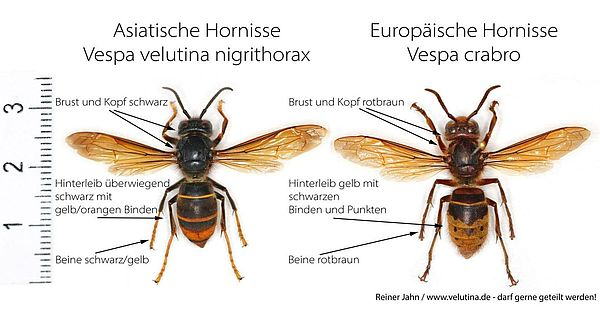 Asiatische Hornisse
Vespa velutina nigrithorax
Europäische Hornisse
Vespa crabro
3
2
1
Brust und Kopf schwarz
Hinterleib überwiegend
schwarz mit
gelb/orangen Binden
Beine schwarz/gelb
Brust und Kopf rotbraun
Hinterleib gelb mit
schwarzen
Binden und Punkten
Beine rotbraun
Reiner Jahn / www.velutina.de - darf gerne geteilt werden!